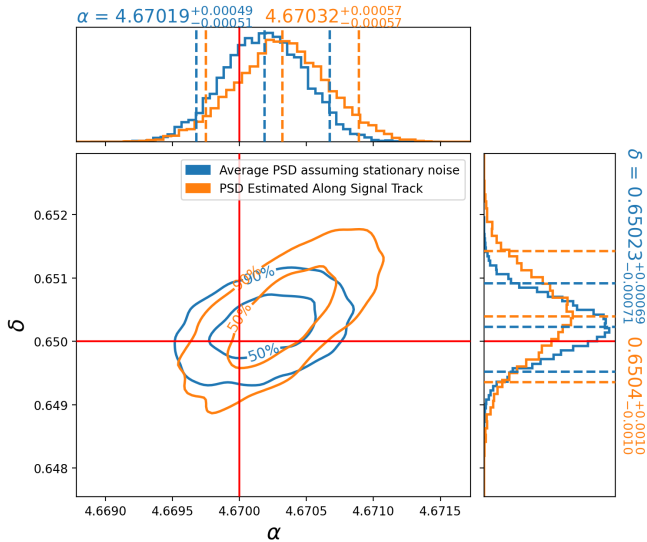 α = 4.67019+0.00049−0.00051 4.67032+0.00057−0.00057
Average PSD assuming stationary noise
PSD Estimated Along Signal Track
0.652
0.651
0.650
0.649
0.648
δ
90%
90%
50%
50%
4.6690
4.6695
4.6700
4.6705
4.6710
4.6715
α
δ = 0.65023+0.00069−0.00071 0.6504+0.0010−0.0010